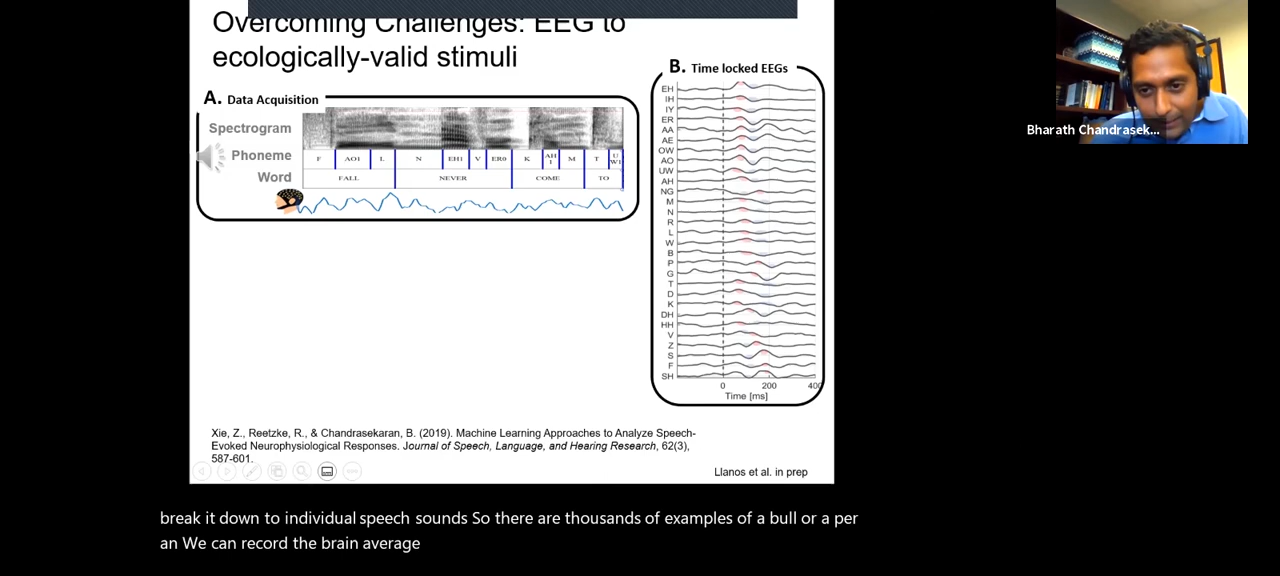 Overcoming Challenges: EEG to
ecologically-valid stimuli
A. Data Acquisition
Spectrogram
Phoneme
F AO1 L N EH1 V ER0 K AH1 M T UW1
Word
FALL NEVER COME TO
B. Time locked EEGs
EH
IH
IY
ER
AA
AE
OW
AO
UW
AH
NG
M
N
R
L
W
B
P
G
T
D
K
DH
HH
V
Z
S
F
SH
0 200 400
Time [ms]
Xie, Z., Reetzke, R., & Chandrasekaran, B. (2019). Machine Learning Approaches to Analyze Speech-
Evoked Neurophysiological Responses. Journal of Speech, Language, and Hearing Research, 62(3),
587-601.
Llanos et al. in prep
Bharath Chandrasek...
break it down to individual speech sounds So there are thousands of examples of a bull or a per
an We can record the brain average